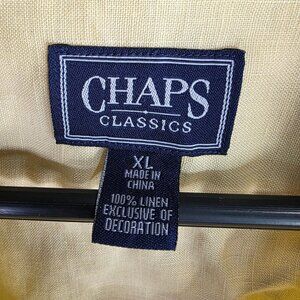 CHAPS
CLASSICS
XL
MADE IN
CHINA
100% LINEN
EXCLUSIVE OF
DECORATION